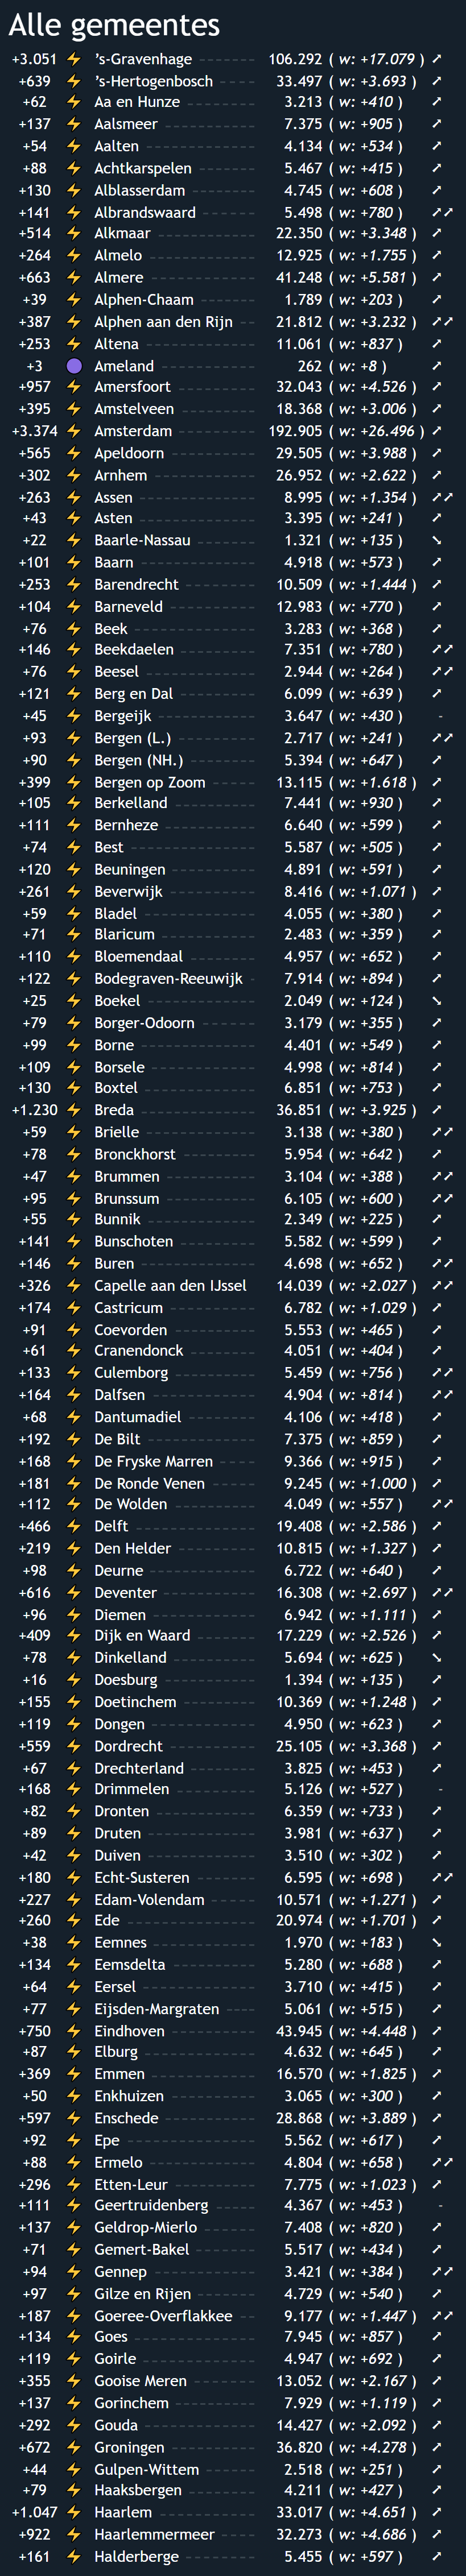 Alle gemeentes
+3.051 ⚡ ’s-Gravenhage 106.292 ( w: +17.079 ) ➚
+639 ⚡ ’s-Hertogenbosch ---- 33.497 ( w: +3.693 ) ➚
+62 ⚡ Aa en Hunze 3.213 ( w: +410 ) ➚
+137 ⚡ Aalsmeer 7.375 ( w: +905 ) ➚
+54 ⚡ Aalten 4.134 ( w: +534 ) ➚
+88 ⚡ Achtkarspelen 5.467 ( w: +415 ) ➚
+130 ⚡ Alblasserdam 4.745 ( w: +608 ) ➚
+141 ⚡ Albrandswaard 5.498 ( w: +780 ) ➚➚
+514 ⚡ Alkmaar 22.350 ( w: +3.348 ) ➚
+264 ⚡ Almelo 12.925 ( w: +1.755 ) ➚
+663 ⚡ Almere 41.248 ( w: +5.581 ) ➚
+39 ⚡ Alphen-Chaam 1.789 ( w: +203 ) ➚
+387 ⚡ Alphen aan den Rijn 21.812 ( w: +3.232 ) ➚➚
+253 ⚡ Altena 11.061 ( w: +837 ) ➚
+3 Ameland 262 ( w: +8 ) ➚
+957 ⚡ Amersfoort 32.043 ( w: +4.526 ) ➚
+395 ⚡ Amstelveen 18.368 ( w: +3.006 ) ➚
+3.374 ⚡ Amsterdam 192.905 ( w: +26.496 ) ➚
+565 ⚡ Apeldoorn 29.505 ( w: +3.988 ) ➚
+302 ⚡ Arnhem 26.952 ( w: +2.622 ) ➚
+263 ⚡ Assen 8.995 ( w: +1.354 ) ➚➚
+43 ⚡ Asten 3.395 ( w: +241 ) ➚
+22 ⚡ Baarle-Nassau 1.321 ( w: +135 ) ➘
+101 ⚡ Baarn 4.918 ( w: +573 ) ➚
+253 ⚡ Barendrecht 10.509 ( w: +1.444 ) ➚
+104 ⚡ Barneveld 12.983 ( w: +770 ) ➚
+76 ⚡ Beek 3.283 ( w: +368 ) ➚
+146 ⚡ Beekdaelen 7.351 ( w: +780 ) ➚➚
+76 ⚡ Beesel 2.944 ( w: +264 ) ➚➚
+121 ⚡ Berg en Dal 6.099 ( w: +639 ) ➚
+45 ⚡ Bergeijk 3.647 ( w: +430 ) -
+93 ⚡ Bergen (L.) 2.717 ( w: +241 ) ➚➚
+90 ⚡ Bergen (NH.) 5.394 ( w: +647 ) ➚
+399 ⚡ Bergen op Zoom 13.115 ( w: +1.618 ) ➚
+105 ⚡ Berkelland 7.441 ( w: +930 ) ➚
+111 ⚡ Bernheze 6.640 ( w: +599 ) ➚
+74 ⚡ Best 5.587 ( w: +505 ) ➚
+120 ⚡ Beuningen 4.891 ( w: +591 ) ➚
+261 ⚡ Beverwijk 8.416 ( w: +1.071 ) ➚
+59 ⚡ Bladel 4.055 ( w: +380 ) ➚
+71 ⚡ Blaricum 2.483 ( w: +359 ) ➚
+110 ⚡ Bloemendaal 4.957 ( w: +652 ) ➚
+122 ⚡ Bodegraven-Reeuwijk 7.914 ( w: +894 ) ➚
+25 ⚡ Boekel 2.049 ( w: +124 ) ➘
+79 ⚡ Borger-Odoorn 3.179 ( w: +355 ) ➚
+99 ⚡ Borne 4.401 ( w: +549 ) ➚
+109 ⚡ Borsele 4.998 ( w: +814 ) ➚
+130 ⚡ Boxtel 6.851 ( w: +753 ) ➚
+1.230 ⚡ Breda 36.851 ( w: +3.925 ) ➚
+59 ⚡ Brielle 3.138 ( w: +380 ) ➚➚
+78 ⚡ Bronckhorst 5.954 ( w: +642 ) ➚
+47 ⚡ Brummen 3.104 ( w: +388 ) ➚➚
+95 ⚡ Brunssum 6.105 ( w: +600 ) ➚➚
+55 ⚡ Bunnik 2.349 ( w: +225 ) ➚
+141 ⚡ Bunschoten 5.582 ( w: +599 ) ➚
+146 ⚡ Buren 4.698 ( w: +652 ) ➚➚
+326 ⚡ Capelle aan den IJssel 14.039 ( w: +2.027 ) ➚➚
+174 ⚡ Castricum 6.782 ( w: +1.029 ) ➚
+91 ⚡ Coevorden 5.553 ( w: +465 ) ➚
+61 ⚡ Cranendonck 4.051 ( w: +404 ) ➚
+133 ⚡ Culemborg 5.459 ( w: +756 ) ➚➚
+164 ⚡ Dalfsen 4.904 ( w: +814 ) ➚➚
+68 ⚡ Dantumadiel 4.106 ( w: +418 ) ➚
+192 ⚡ De Bilt 7.375 ( w: +859 ) ➚
+168 ⚡ De Fryske Marren 9.366 ( w: +915 ) ➚
+181 ⚡ De Ronde Venen 9.245 ( w: +1.000 ) ➚
+112 ⚡ De Wolden 4.049 ( w: +557 ) ➚➚
+466 ⚡ Delft 19.408 ( w: +2.586 ) ➚
+219 ⚡ Den Helder 10.815 ( w: +1.327 ) ➚
+98 ⚡ Deurne 6.722 ( w: +640 ) ➚
+616 ⚡ Deventer 16.308 ( w: +2.697 ) ➚➚
+96 ⚡ Diemen 6.942 ( w: +1.111 ) ➚
+409 ⚡ Dijk en Waard 17.229 ( w: +2.526 ) ➚
+78 ⚡ Dinkelland 5.694 ( w: +625 ) ➘
+16 ⚡ Doesburg 1.394 ( w: +135 ) ➚
+155 ⚡ Doetinchem 10.369 ( w: +1.248 ) ➚
+119 ⚡ Dongen 4.950 ( w: +623 ) ➚
+559 ⚡ Dordrecht 25.105 ( w: +3.368 ) ➚
+67 ⚡ Drechterland 3.825 ( w: +453 ) ➚
+168 ⚡ Drimmelen 5.126 ( w: +527 ) -
+82 ⚡ Dronten 6.359 ( w: +733 ) ➚
+89 ⚡ Druten 3.981 ( w: +637 ) ➚
+42 ⚡ Duiven 3.510 ( w: +302 ) ➚
+180 ⚡ Echt-Susteren 6.595 ( w: +698 ) ➚➚
+227 ⚡ Edam-Volendam 10.571 ( w: +1.271 ) ➚
+260 ⚡ Ede 20.974 ( w: +1.701 ) ➚
+38 ⚡ Eemnes 1.970 ( w: +183 ) ➘
+134 ⚡ Eemsdelta 5.280 ( w: +688 ) ➚
+64 ⚡ Eersel 3.710 ( w: +415 ) ➚
+77 ⚡ Eijsden-Margraten 5.061 ( w: +515 ) ➚
+750 ⚡ Eindhoven 43.945 ( w: +4.448 ) ➚
+87 ⚡ Elburg 4.632 ( w: +645 ) ➚
+369 ⚡ Emmen 16.570 ( w: +1.825 ) ➚
+50 ⚡ Enkhuizen 3.065 ( w: +300 ) ➚
+597 ⚡ Enschede 28.868 ( w: +3.889 ) ➚
+92 ⚡ Epe 5.562 ( w: +617 ) ➚
+88 ⚡ Ermelo 4.804 ( w: +658 ) ➚➚
+296 ⚡ Etten-Leur 7.775 ( w: +1.023 ) ➚
+111 ⚡ Geertruidenberg 4.367 ( w: +453 ) -
+137 ⚡ Geldrop-Mierlo 7.408 ( w: +820 ) ➚
+71 ⚡ Gemert-Bakel 5.517 ( w: +434 ) ➚
+94 ⚡ Gennep 3.421 ( w: +384 ) ➚➚
+97 ⚡ Gilze en Rijen 4.729 ( w: +540 ) ➚
+187 ⚡ Goeree-Overflakkee 9.177 ( w: +1.447 ) ➚➚
+134 ⚡ Goes 7.945 ( w: +857 ) ➚
+119 ⚡ Goirle 4.947 ( w: +692 ) ➚
+355 ⚡ Gooise Meren 13.052 ( w: +2.167 ) ➚
+137 ⚡ Gorinchem 7.929 ( w: +1.119 ) ➚
+292 ⚡ Gouda 14.427 ( w: +2.092 ) ➚
+672 ⚡ Groningen 36.820 ( w: +4.278 ) ➚
+44 ⚡ Gulpen-Wittem 2.518 ( w: +251 ) ➚
+79 ⚡ Haaksbergen 4.211 ( w: +427 ) ➚
+1.047 ⚡ Haarlem 33.017 ( w: +4.651 ) ➚
+922 ⚡ Haarlemmermeer 32.273 ( w: +4.686 ) ➚
+161 ⚡ Halderberge 5.455 ( w: +597 ) ➚